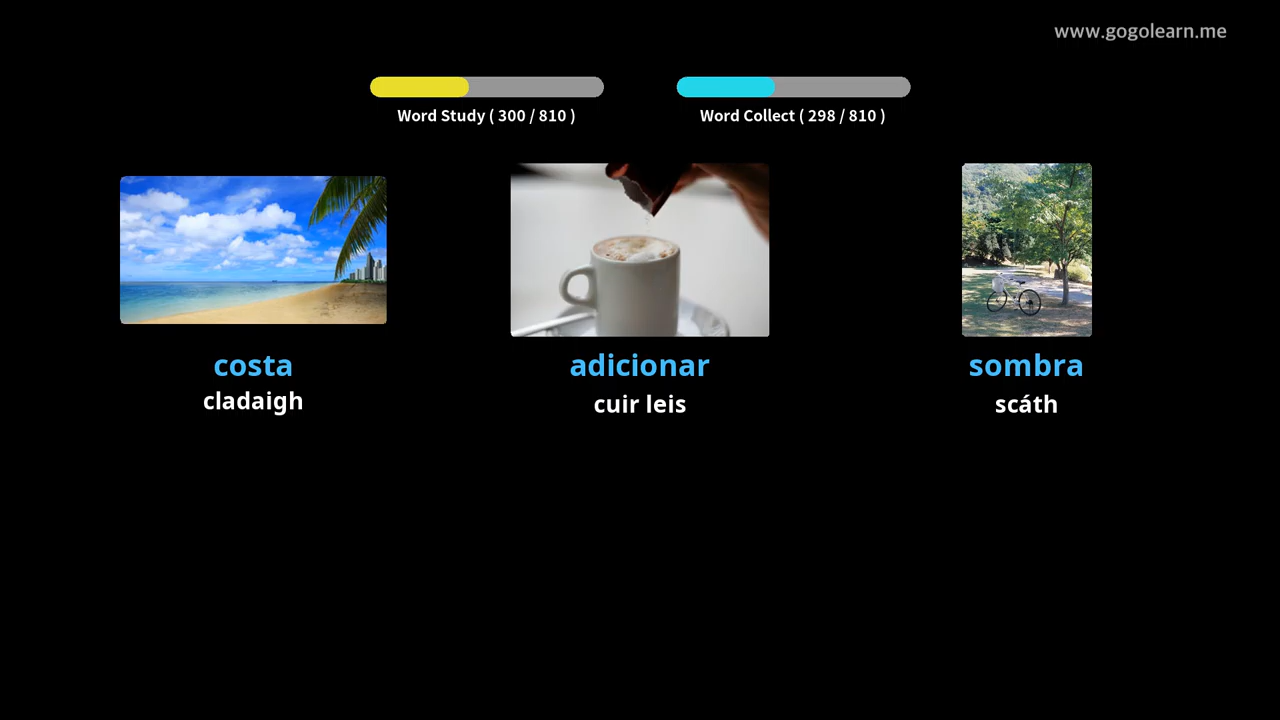 www.gogolearn.me
Word Study ( 300 / 810 )
Word Collect ( 298 / 810 )
costa
cladaigh
adicionar
cuir leis
sombra
scáth